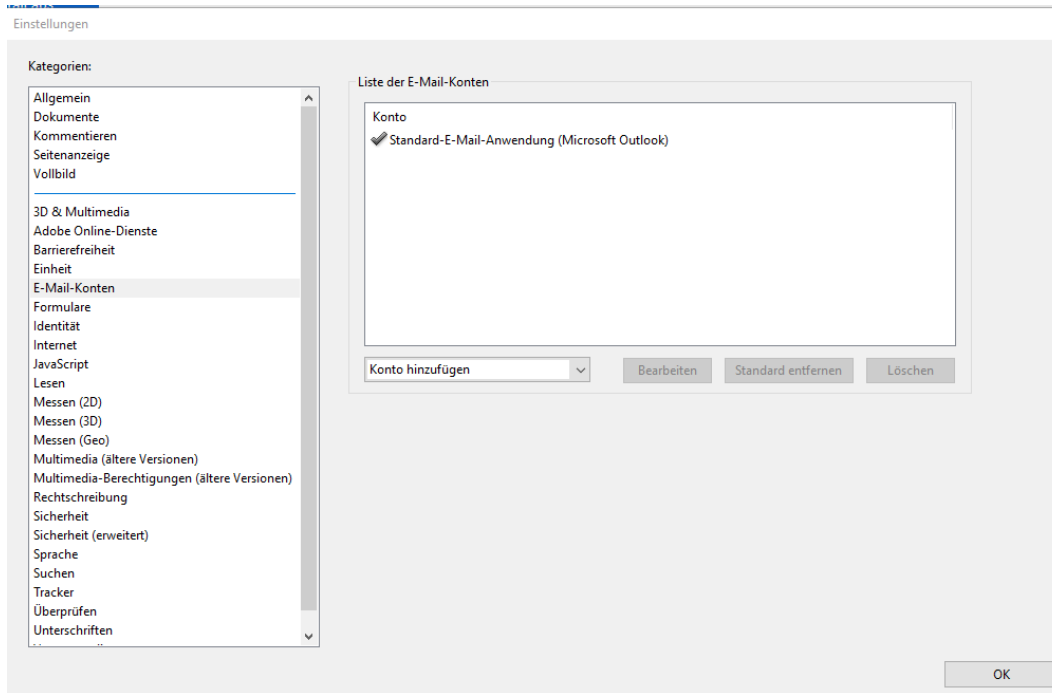 Einstellungen
Kategorien:
Allgemein
Dokumente
Kommentieren
Seitenanzeige
Vollbild
3D & Multimedia
Adobe Online-Dienste
Barrierefreiheit
Einheit
E-Mail-Konten
Formulare
Identität
Internet
JavaScript
Lesen
Messen (2D)
Messen (3D)
Messen (Geo)
Multimedia (ältere Versionen)
Multimedia-Berechtigungen (ältere Versionen)
Rechtschreibung
Sicherheit
Sicherheit (erweitert)
Sprache
Suchen
Tracker
Überprüfen
Unterschriften
Liste der E-Mail-Konten
Konto
Standard-E-Mail-Anwendung (Microsoft Outlook)
Konto hinzufügen
Bearbeiten
Standard entfernen
Löschen
OK